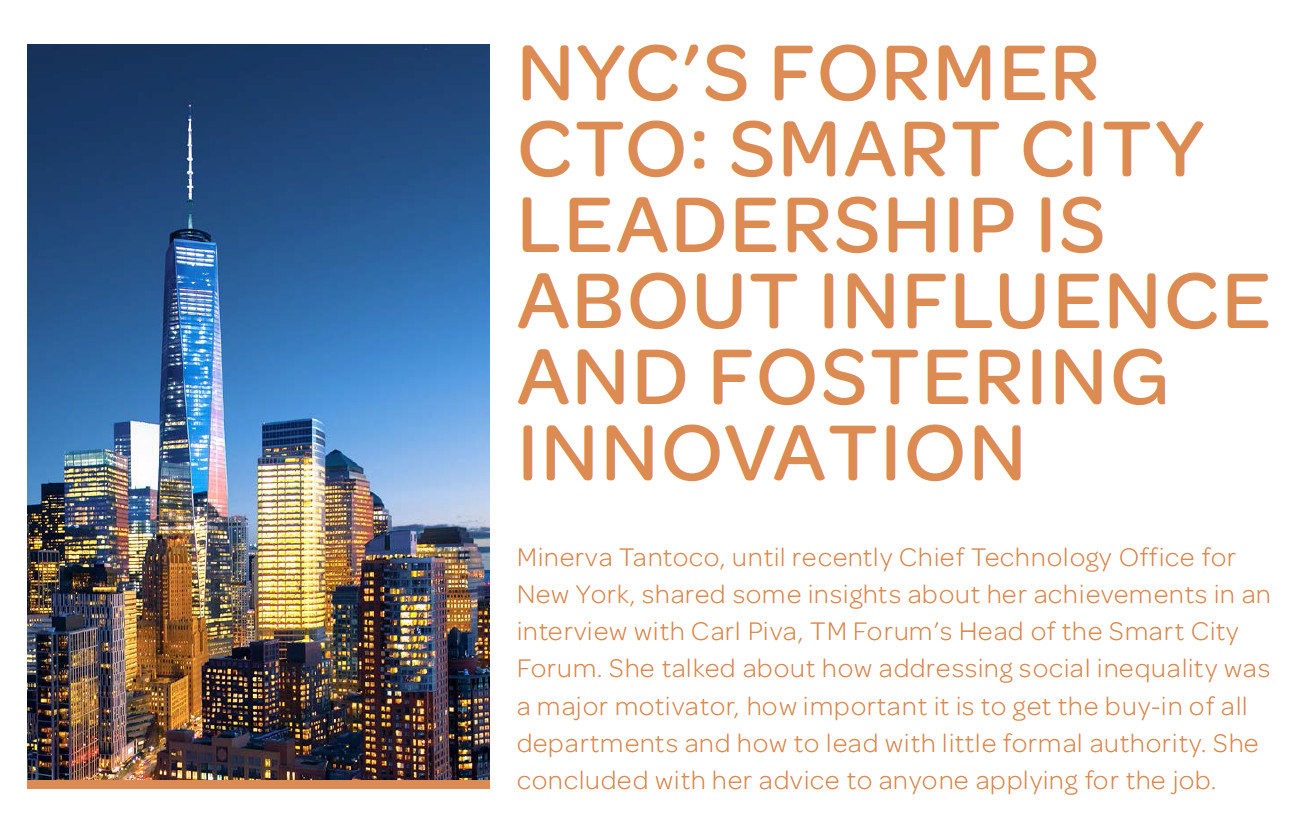 NYC’S FORMER
CTO: SMART CITY
LEADERSHIP IS
ABOUT INFLUENCE
AND FOSTERING
INNOVATION
Minerva Tantoco, until recently Chief Technology Office for
New York, shared some insights about her achievements in an
interview with Carl Piva, TM Forum’s Head of the Smart City
Forum. She talked about how addressing social inequality was
a major motivator, how important it is to get the buy-in of all
departments and how to lead with little formal authority. She
concluded with her advice to anyone applying for the job.